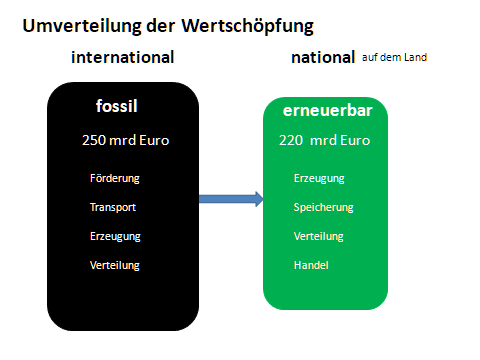 Umverteilung der Wertschöpfung
international
national auf dem Land
fossil
250 mrd Euro
Förderung
Transport
Erzeugung
Verteilung
erneuerbar
220 mrd Euro
Erzeugung
Speicherung
Verteilung
Handel